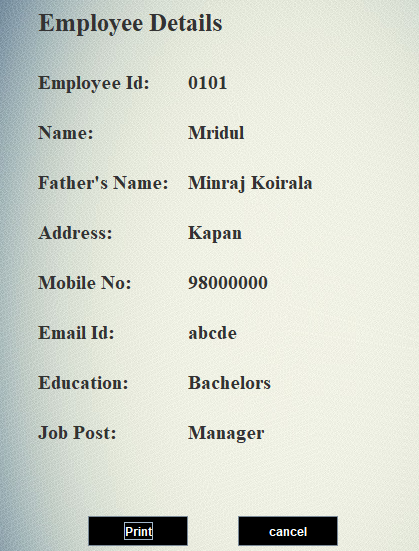 Employee Details
Employee Id: 0101
Name: Mridul
Father's Name: Minraj Koirala
Address: Kapan
Mobile No: 98000000
Email Id: abcde
Education: Bachelors
Job Post: Manager
Print cancel